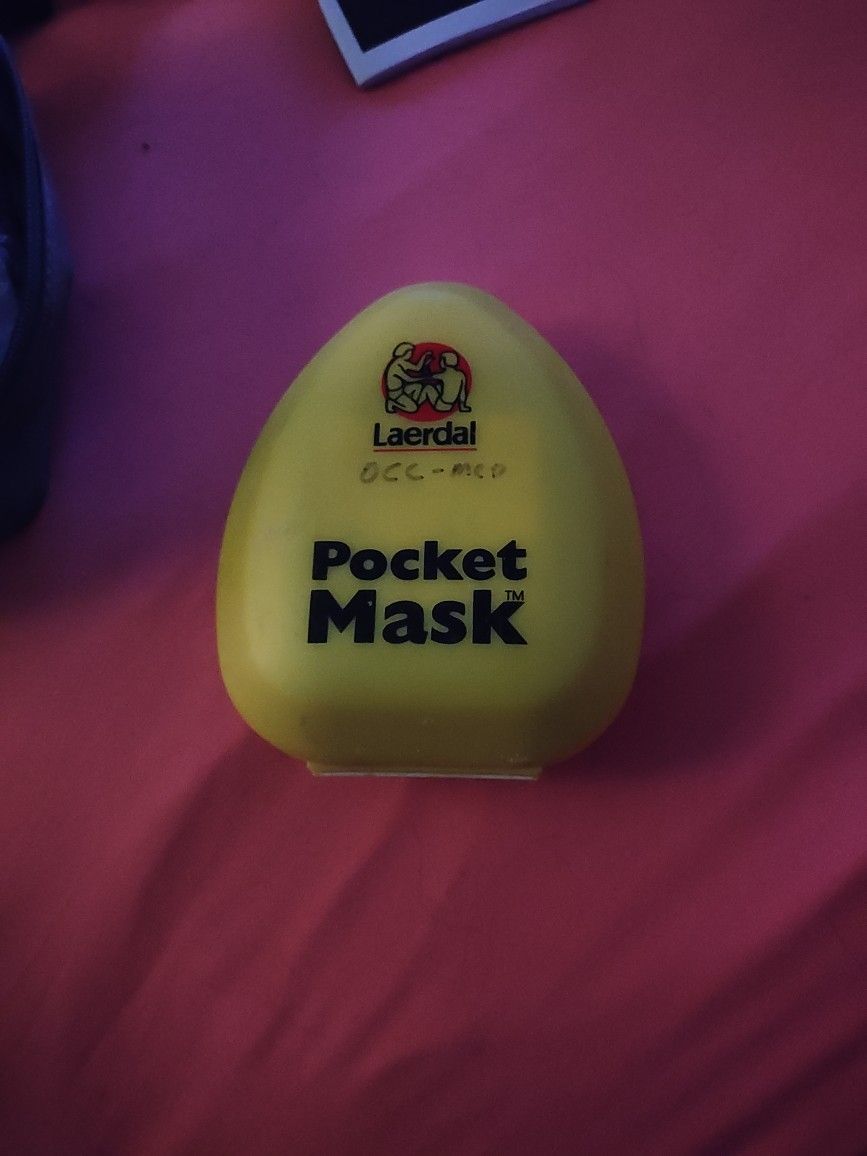 Laerdal
OCC-MED
Pocket
Mask™